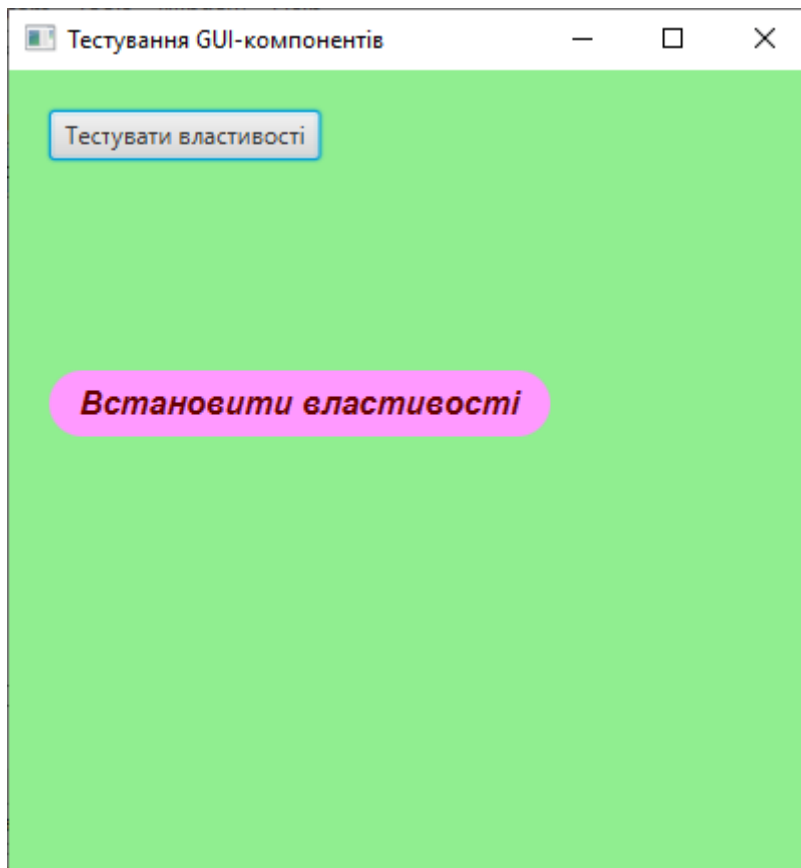 Тестування GUI-компонентів
Тестувати властивості
Встановити властивості